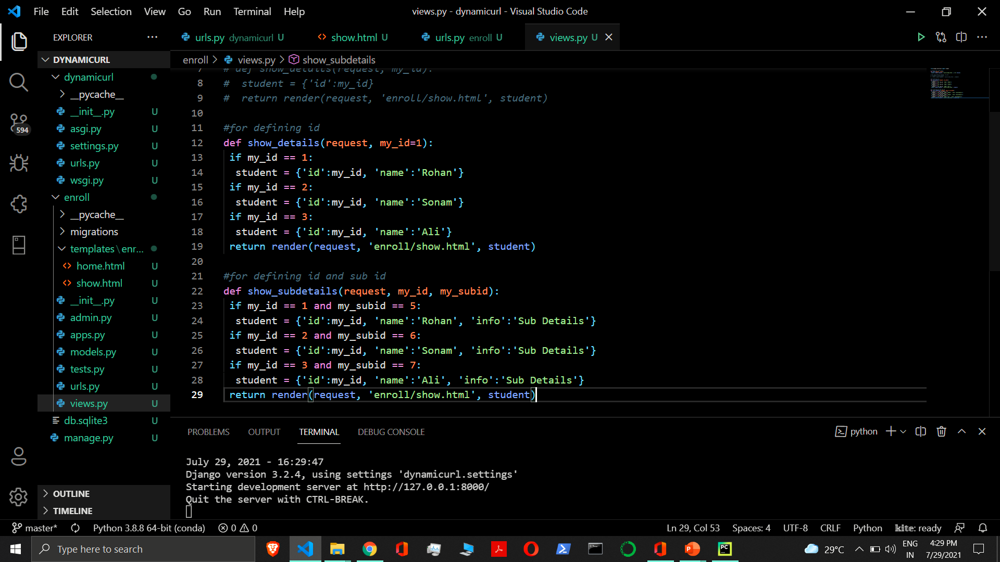 File Edit Selection View Go Run Terminal Help
views.py - dynamicurl - Visual Studio Code
EXPLORER
urls.py dynamicurl U
show.html U
urls.py enroll U
views.py U
DYNAMICURL
enroll > views.py > show_subdetails
dynamicurl
__pycache__
__init__.py U
asgi.py U
settings.py U
urls.py U
wsgi.py U
enroll
__pycache__
migrations
templates\enr...
home.html U
show.html U
__init__.py U
admin.py U
apps.py U
models.py U
tests.py U
urls.py U
views.py U
db.sqlite3 U
manage.py U
OUTLINE
TIMELINE
594
7 # def show_details(request, my_id):
8 #  student = {'id':my_id}
9 #  return render(request, 'enroll/show.html', student)
10
11 #for defining id
12 def show_details(request, my_id=1):
13 if my_id == 1:
14 student = {'id':my_id, 'name':'Rohan'}
15 if my_id == 2:
16 student = {'id':my_id, 'name':'Sonam'}
17 if my_id == 3:
18 student = {'id':my_id, 'name':'Ali'}
19 return render(request, 'enroll/show.html', student)
20
21 #for defining id and sub id
22 def show_subdetails(request, my_id, my_subid):
23 if my_id == 1 and my_subid == 5:
24 student = {'id':my_id, 'name':'Rohan', 'info':'Sub Details'}
25 if my_id == 2 and my_subid == 6:
26 student = {'id':my_id, 'name':'Sonam', 'info':'Sub Details'}
27 if my_id == 3 and my_subid == 7:
28 student = {'id':my_id, 'name':'Ali', 'info':'Sub Details'}
29 return render(request, 'enroll/show.html', student)
PROBLEMS OUTPUT TERMINAL DEBUG CONSOLE
python
July 29, 2021 - 16:29:47
Django version 3.2.4, using settings 'dynamicurl.settings'
Starting development server at http://127.0.0.1:8000/
Quit the server with CTRL-BREAK.
master* Python 3.8.8 64-bit (conda) 0 0
Ln 29, Col 53 Spaces: 4 UTF-8 CRLF Python kite: ready
Type here to search
29°C
ENG
IN
4:29 PM
7/29/2021